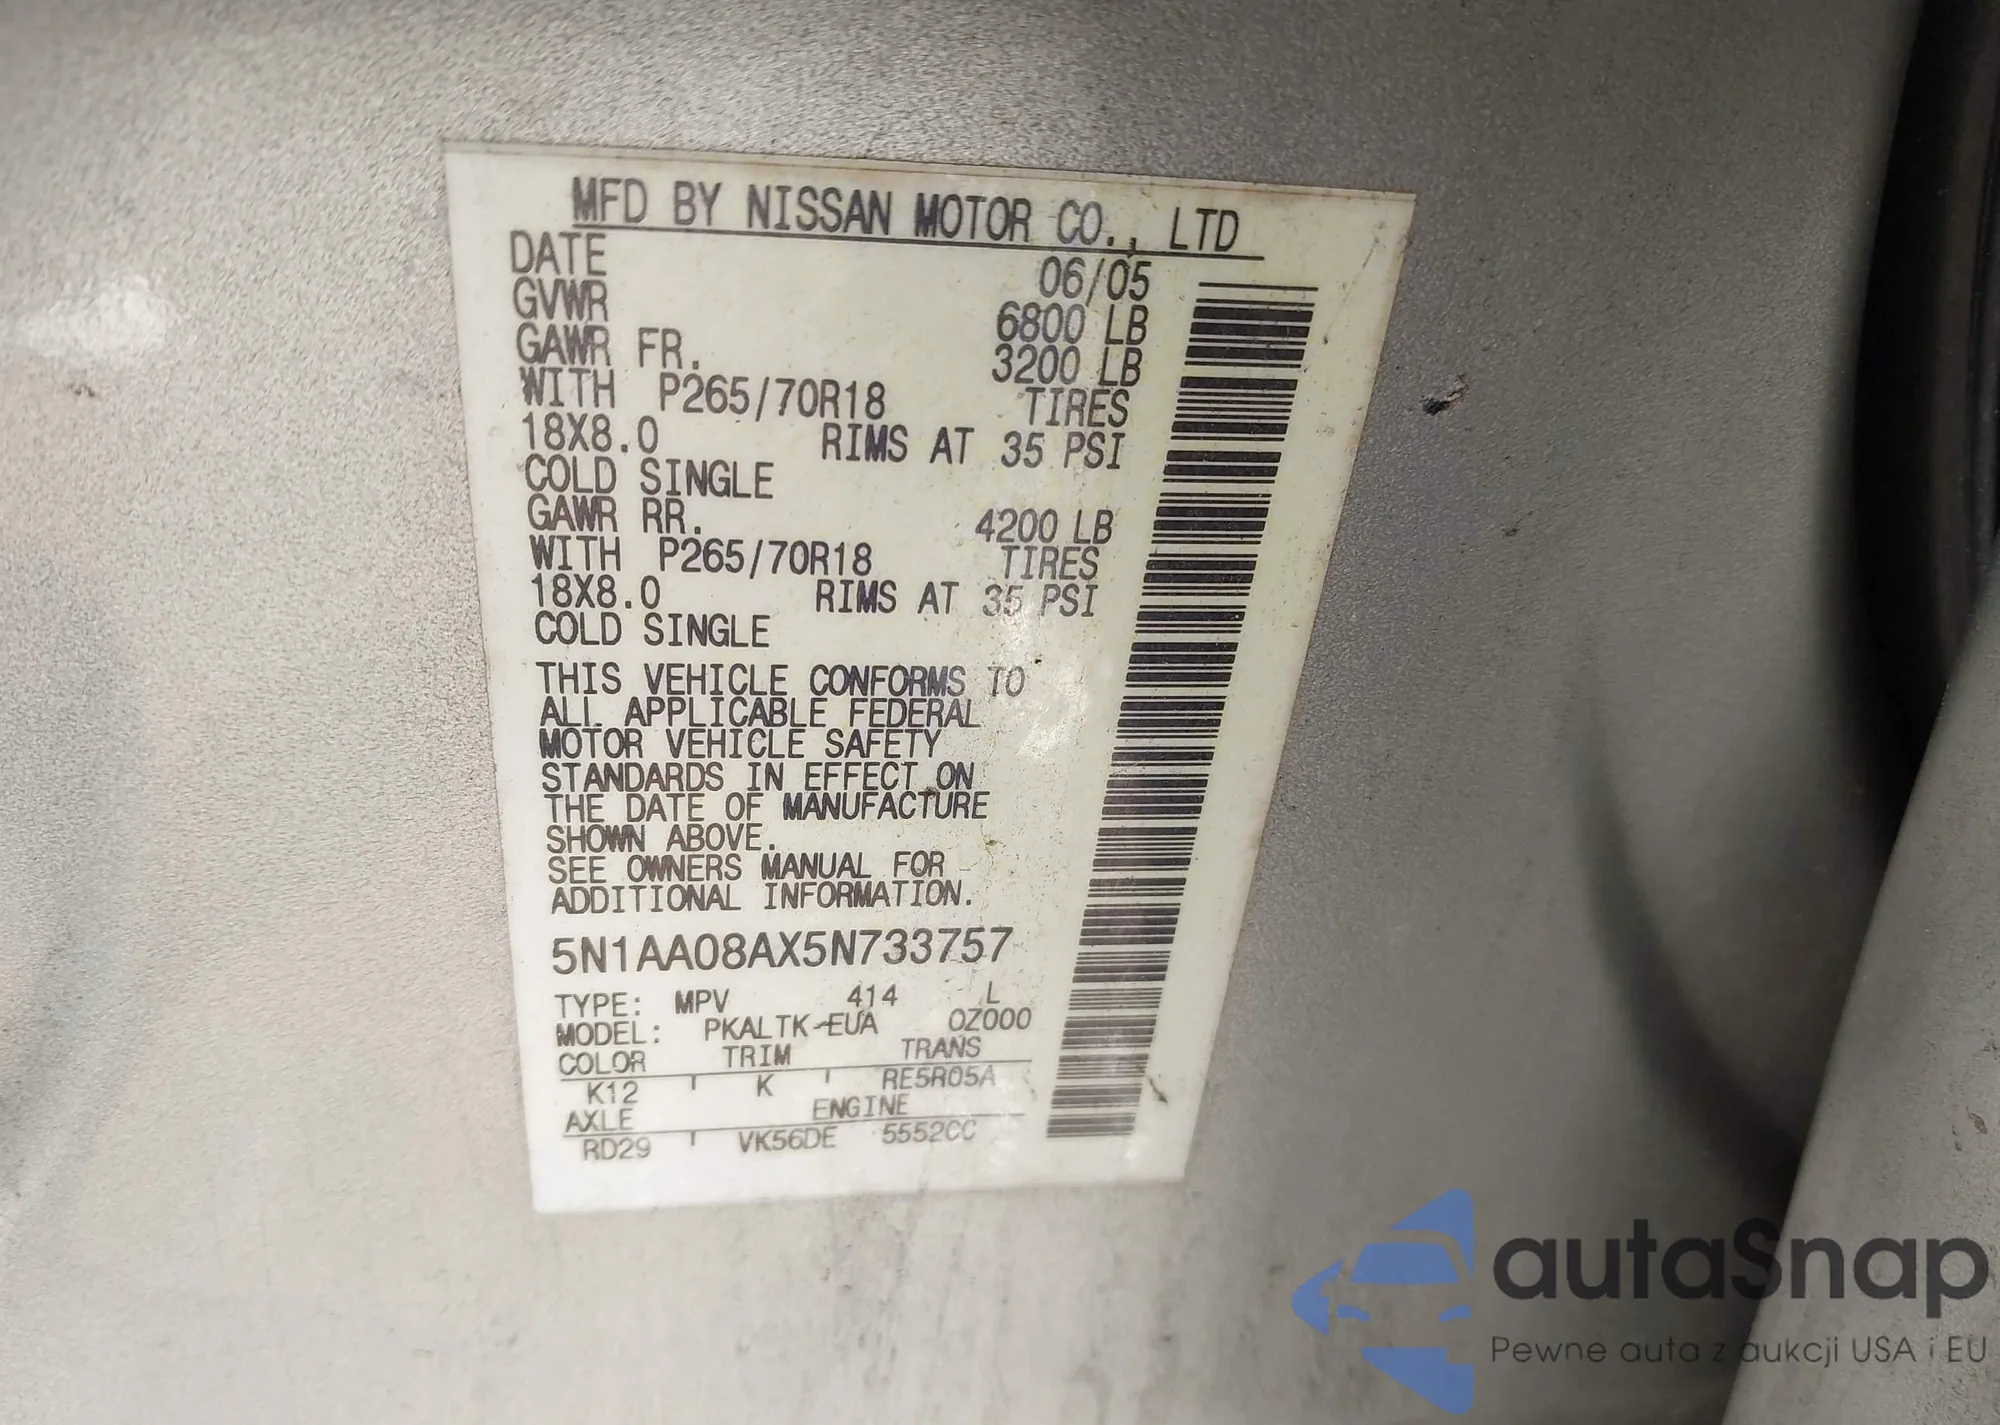 MFD BY NISSAN MOTOR CO., LTD
DATE 06/05
GVWR 6800 LB
GAWR FR. 3200 LB
WITH P265/70R18 TIRES
18X8.0 RIMS AT 35 PSI
COLD SINGLE
GAWR RR. 4200 LB
WITH P265/70R18 TIRES
18X8.0 RIMS AT 35 PSI
COLD SINGLE
THIS VEHICLE CONFORMS TO
ALL APPLICABLE FEDERAL
MOTOR VEHICLE SAFETY
STANDARDS IN EFFECT ON
THE DATE OF MANUFACTURE
SHOWN ABOVE.
SEE OWNERS MANUAL FOR
ADDITIONAL INFORMATION.
5N1AA08AX5N733757
TYPE: MPV 414 L
MODEL: PKALTK-EUA 0Z000
COLOR TRIM TRANS
K12 K RE5R05A
AXLE ENGINE
RD29 VK56DE 5552CC
autaSnap
Pewne auta z aukcji USA i EU